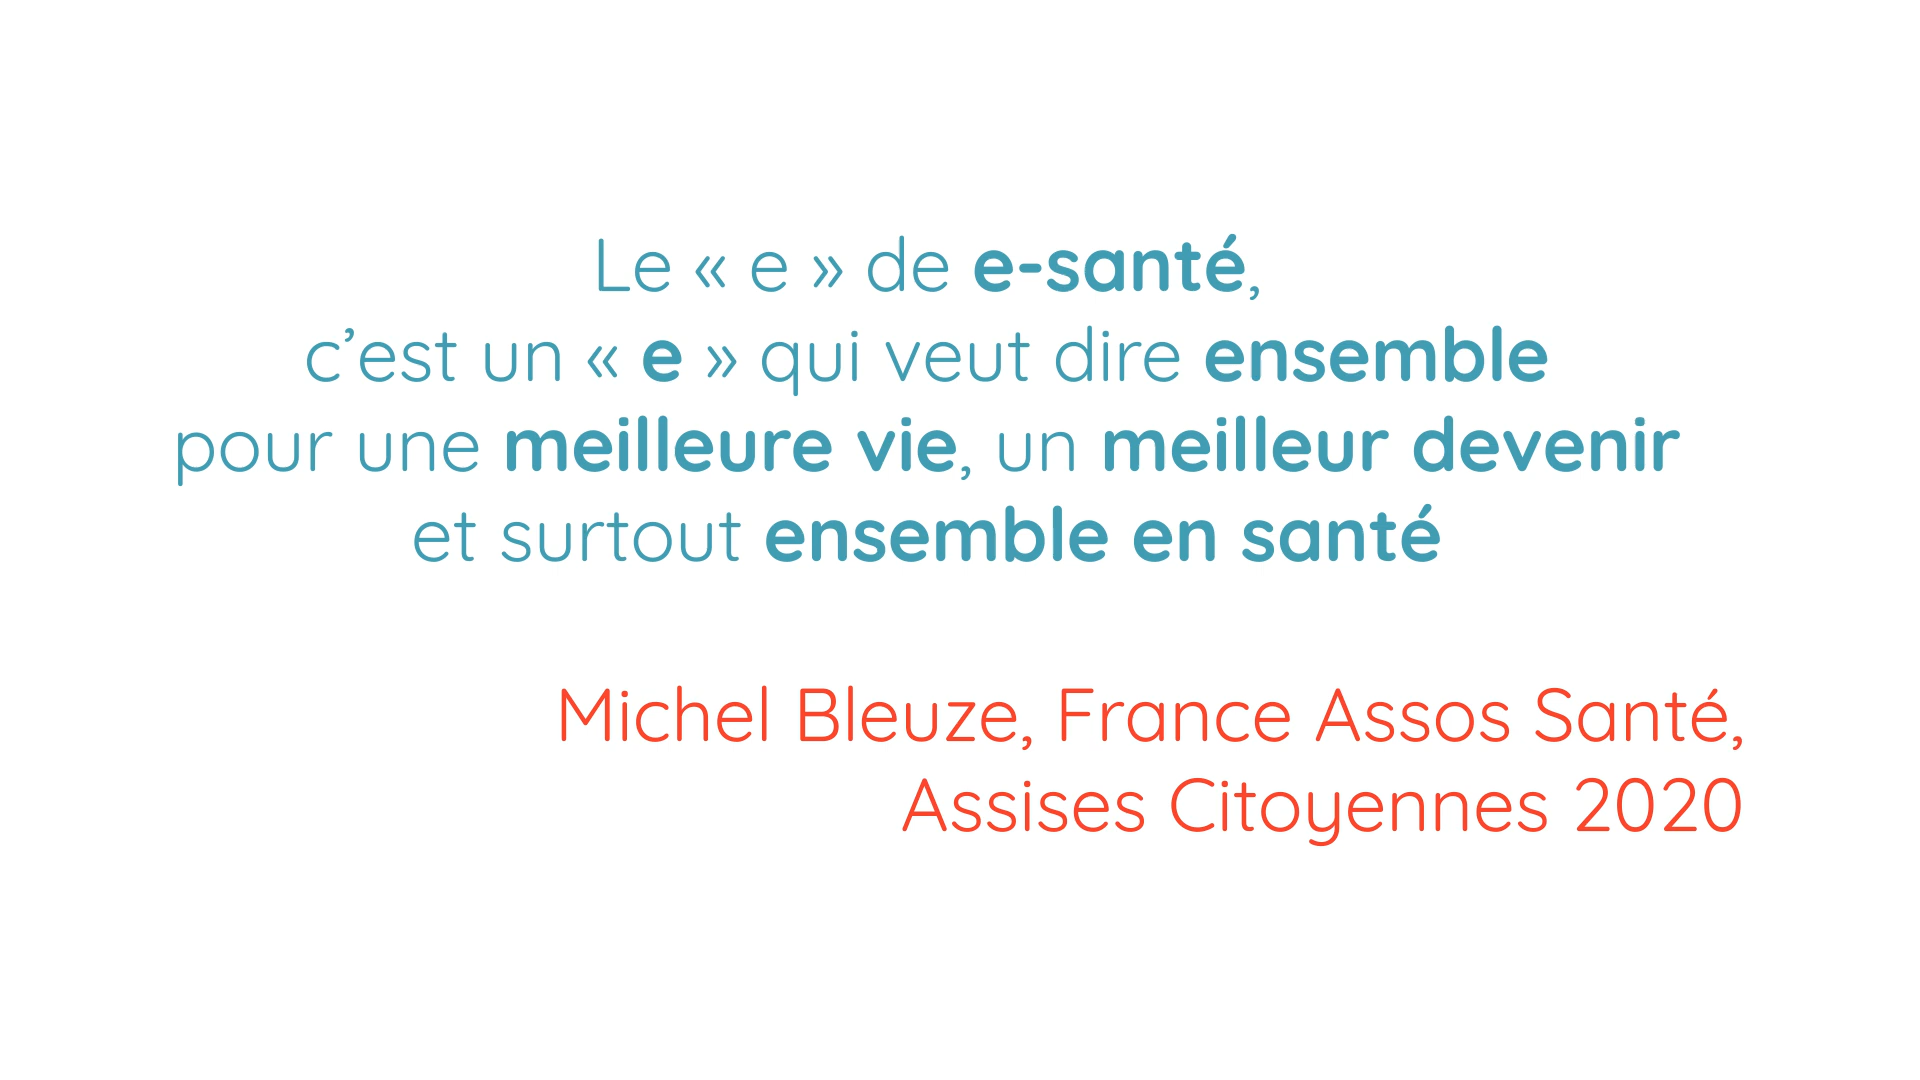 Le « e » de e-santé,
c’est un « e » qui veut dire ensemble
pour une meilleure vie, un meilleur devenir
et surtout ensemble en santé
Michel Bleuze, France Assos Santé,
Assises Citoyennes 2020